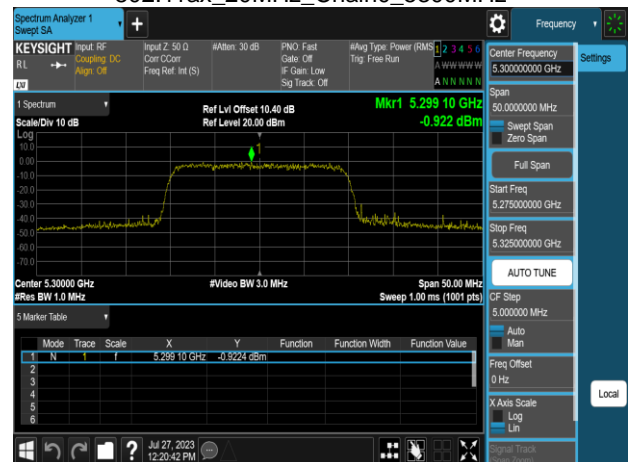 Spectrum Analyzer 1
Swept SA
Frequency
KEYSIGHT
RL
LXI
Input: RF
Coupling: DC
Align: Off
Input Z: 50 Ω
Corr CCorr
Freq Ref: Int (S)
#Atten: 30 dB
PNO: Fast
Gate: Off
IF Gain: Low
Sig Track: Off
#Avg Type: Power (RMS
Trig: Free Run
1 2 3 4 5 6
A W W W W W
A N N N N N
1 Spectrum
Scale/Div 10 dB
Ref Lvl Offset 10.40 dB
Ref Level 20.00 dBm
Mkr1 5.299 10 GHz
-0.922 dBm
Log
10.0
0.00
-10.0
-20.0
-30.0
-40.0
-50.0
-60.0
-70.0
1
Center 5.30000 GHz
#Res BW 1.0 MHz
#Video BW 3.0 MHz
Span 50.00 MHz
Sweep 1.00 ms (1001 pts)
5 Marker Table
Mode Trace Scale X Y Function Function Width Function Value
1 N 1 f 5.299 10 GHz -0.9224 dBm
2
3
4
5
6
Jul 27, 2023
12:20:42 PM
Center Frequency
5.300000000 GHz
Settings
Span
50.0000000 MHz
Swept Span
Zero Span
Full Span
Start Freq
5.275000000 GHz
Stop Freq
5.325000000 GHz
AUTO TUNE
CF Step
5.000000 MHz
Auto
Man
Freq Offset
0 Hz
X Axis Scale
Log
Lin
Local
Signal Track